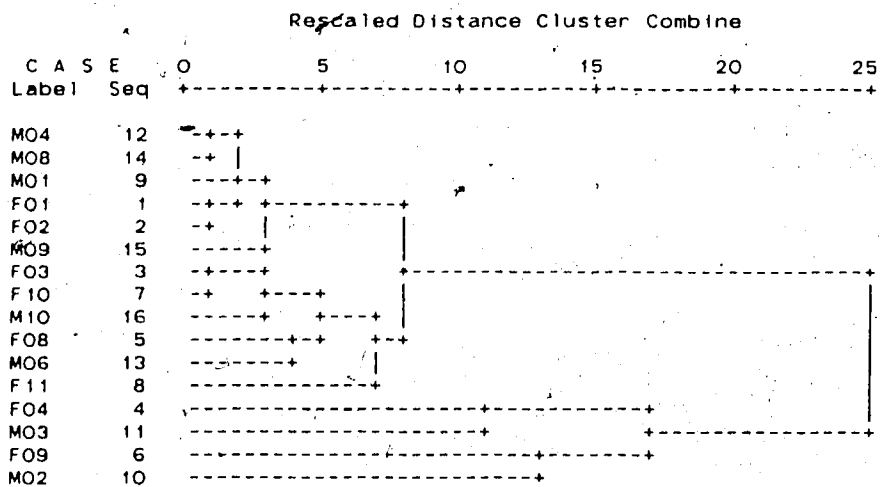 Rescaled Distance Cluster Combine
C A S E 0 5 10 15 20 25
Label Seq +---------+---------+---------+---------+---------+
MO4 12 -+-+
MO8 14 -+ |
MO1 9 ---+-+
FO1 1 -+-+ +---------+
FO2 2 -+ | |
MO9 15 -----+ |
FO3 3 -+---+ +---------------------------------+
F10 7 -+ +---+ | |
M10 16 -----+ +---+ | |
FO8 5 -------+-+ +-+ |
MO6 13 -------+ | |
F11 8 -------------+ |
FO4 4 ---------------------+-----------+ |
MO3 11 ---------------------+ +---------------+
FO9 6 -------------------------+-------+
MO2 10 -------------------------+